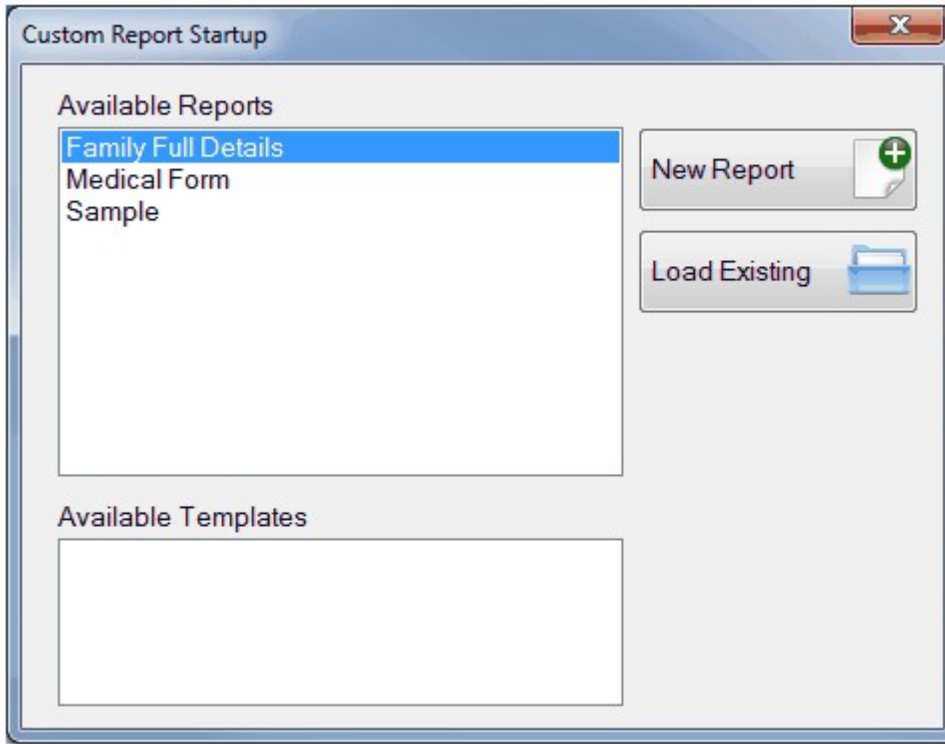 Custom Report Startup
Available Reports
Family Full Details
Medical Form
Sample
New Report
Load Existing
Available Templates